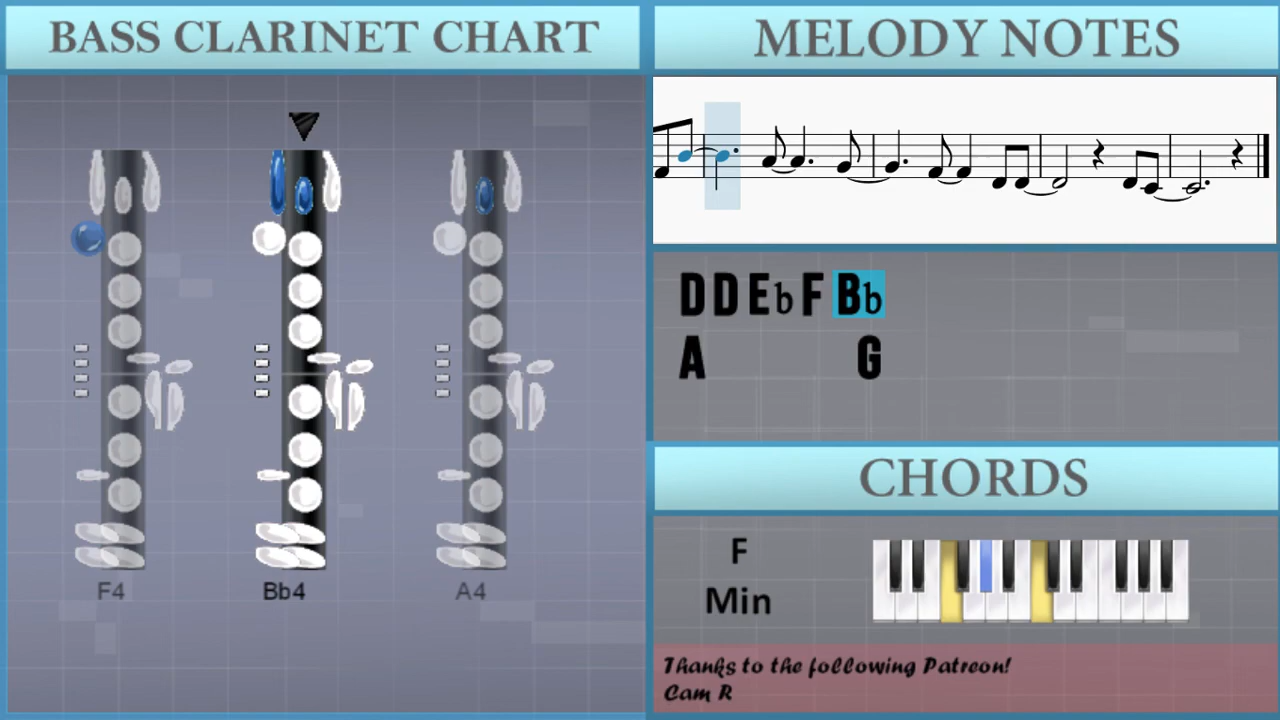 BASS CLARINET CHART
F4
Bb4
A4
MELODY NOTES
D D Eb F Bb
A G
CHORDS
F
Min
Thanks to the following Patreon!
Cam R